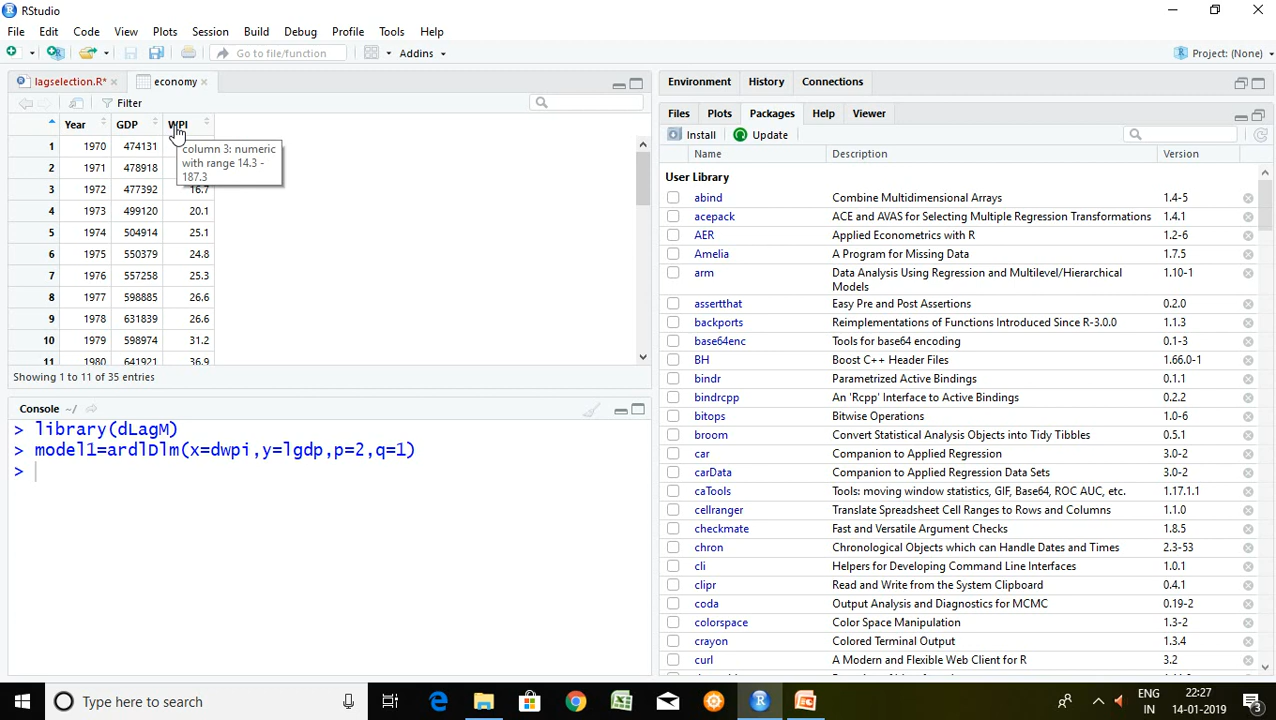 RStudio
File Edit Code View Plots Session Build Debug Profile Tools Help
Go to file/function Addins Project: (None)
lagselection.R* economy
Filter
Year GDP WPI
1 1970 474131
2 1971 478918
3 1972 477392 16.7
4 1973 499120 20.1
5 1974 504914 25.1
6 1975 550379 24.8
7 1976 557258 25.3
8 1977 598885 26.6
9 1978 631839 26.6
10 1979 598974 31.2
11 1980 641921 36.9
column 3: numeric
with range 14.3 -
187.3
Showing 1 to 11 of 35 entries
Console ~/
> library(dLagM)
> model1=ardlDlm(x=dwpi,y=lgdp,p=2,q=1)
>
Environment History Connections
Files Plots Packages Help Viewer
Install Update
Name Description Version
User Library
abind Combine Multidimensional Arrays 1.4-5
acepack ACE and AVAS for Selecting Multiple Regression Transformations 1.4.1
AER Applied Econometrics with R 1.2-6
Amelia A Program for Missing Data 1.7.5
arm Data Analysis Using Regression and Multilevel/Hierarchical 1.10-1
Models
assertthat Easy Pre and Post Assertions 0.2.0
backports Reimplementations of Functions Introduced Since R-3.0.0 1.1.3
base64enc Tools for base64 encoding 0.1-3
BH Boost C++ Header Files 1.66.0-1
bindr Parametrized Active Bindings 0.1.1
bindrcpp An 'Rcpp' Interface to Active Bindings 0.2.2
bitops Bitwise Operations 1.0-6
broom Convert Statistical Analysis Objects into Tidy Tibbles 0.5.1
car Companion to Applied Regression 3.0-2
carData Companion to Applied Regression Data Sets 3.0-2
caTools Tools: moving window statistics, GIF, Base64, ROC AUC, etc. 1.17.1.1
cellranger Translate Spreadsheet Cell Ranges to Rows and Columns 1.1.0
checkmate Fast and Versatile Argument Checks 1.8.5
chron Chronological Objects which can Handle Dates and Times 2.3-53
cli Helpers for Developing Command Line Interfaces 1.0.1
clipr Read and Write from the System Clipboard 0.4.1
coda Output Analysis and Diagnostics for MCMC 0.19-2
colorspace Color Space Manipulation 1.3-2
crayon Colored Terminal Output 1.3.4
curl A Modern and Flexible Web Client for R 3.2
Type here to search
ENG 22:27
IN 14-01-2019 3